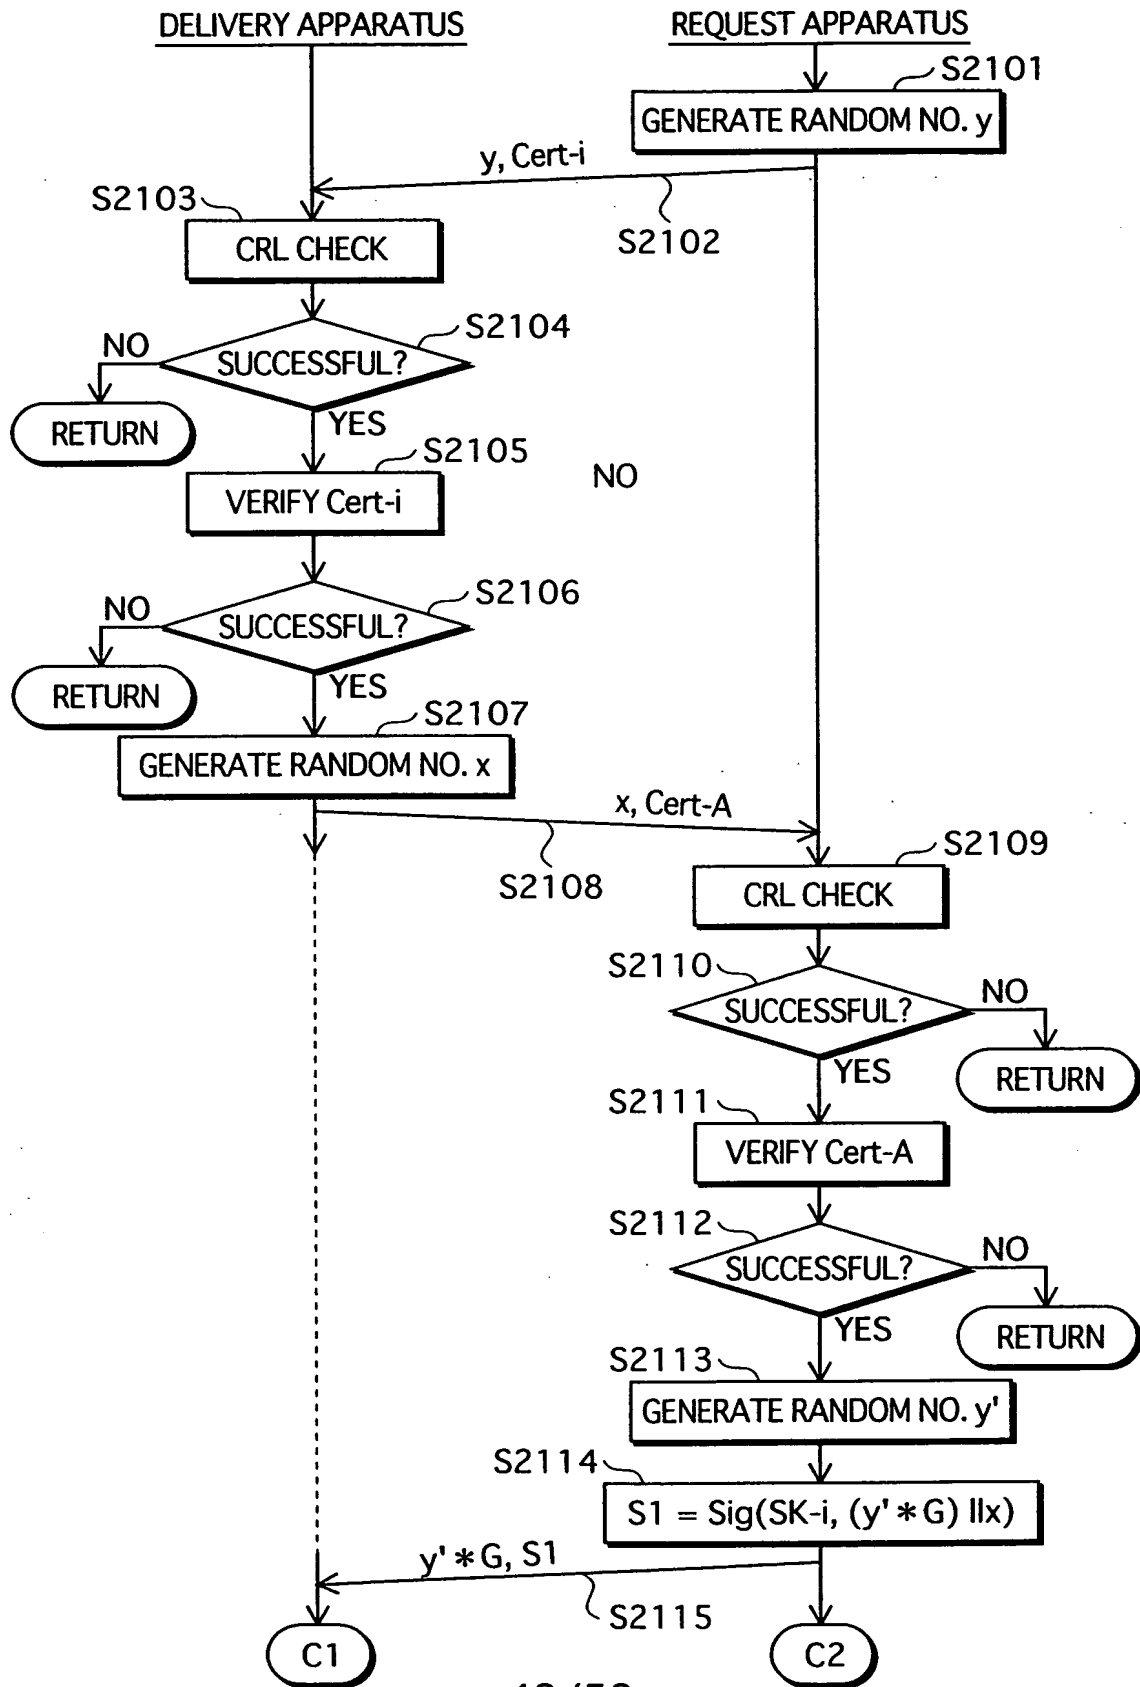 DELIVERY APPARATUS
REQUEST APPARATUS
S2101
GENERATE RANDOM NO. y
y, Cert-i
S2102
S2103
CRL CHECK
S2104
SUCCESSFUL?
NO
RETURN
YES
S2105
VERIFY Cert-i
NO
S2106
SUCCESSFUL?
NO
RETURN
YES
S2107
GENERATE RANDOM NO. x
x, Cert-A
S2108
S2109
CRL CHECK
S2110
SUCCESSFUL?
NO
RETURN
YES
S2111
VERIFY Cert-A
S2112
SUCCESSFUL?
NO
RETURN
YES
S2113
GENERATE RANDOM NO. y'
S2114
S1 = Sig(SK-i, (y' * G) llx)
y' * G, S1
S2115
C1
C2